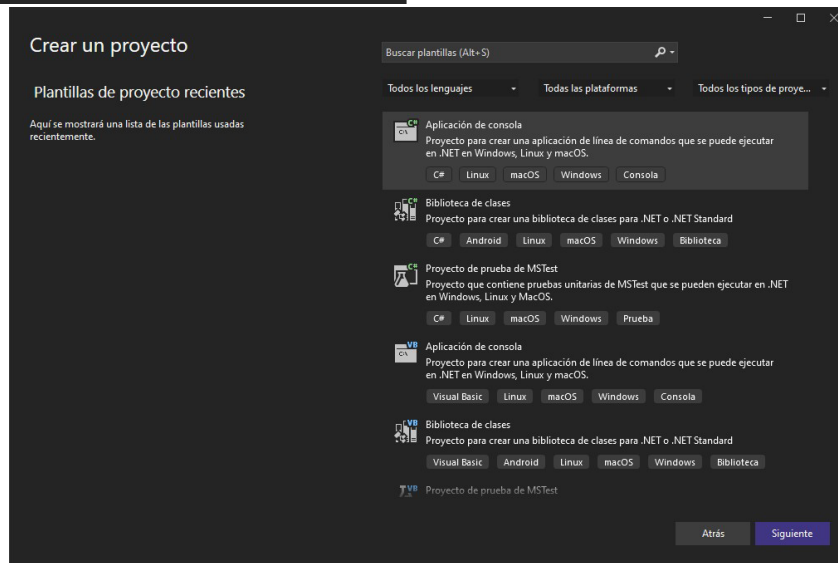 Crear un proyecto
Buscar plantillas (Alt+S)
Plantillas de proyecto recientes
Aquí se mostrará una lista de las plantillas usadas
recientemente.
Todos los lenguajes
Todas las plataformas
Todos los tipos de proye...
Aplicación de consola
Proyecto para crear una aplicación de línea de comandos que se puede ejecutar
en .NET en Windows, Linux y macOS.
C# Linux macOS Windows Consola
Biblioteca de clases
Proyecto para crear una biblioteca de clases para .NET o .NET Standard
C# Android Linux macOS Windows Biblioteca
Proyecto de prueba de MSTest
Proyecto que contiene pruebas unitarias de MSTest que se pueden ejecutar en .NET
en Windows, Linux y MacOS.
C# Linux macOS Windows Prueba
Aplicación de consola
Proyecto para crear una aplicación de línea de comandos que se puede ejecutar
en .NET en Windows, Linux y macOS.
Visual Basic Linux macOS Windows Consola
Biblioteca de clases
Proyecto para crear una biblioteca de clases para .NET o .NET Standard
Visual Basic Android Linux macOS Windows Biblioteca
Proyecto de prueba de MSTest
Atrás
Siguiente